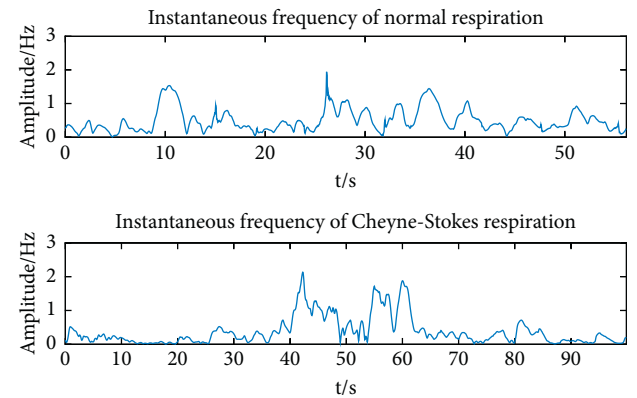 Instantaneous frequency of normal respiration
Amplitude/Hz
3
2
1
0
0 10 20 30 40 50
t/s
Instantaneous frequency of Cheyne-Stokes respiration
Amplitude/Hz
3
2
1
0
0 10 20 30 40 50 60 70 80 90
t/s